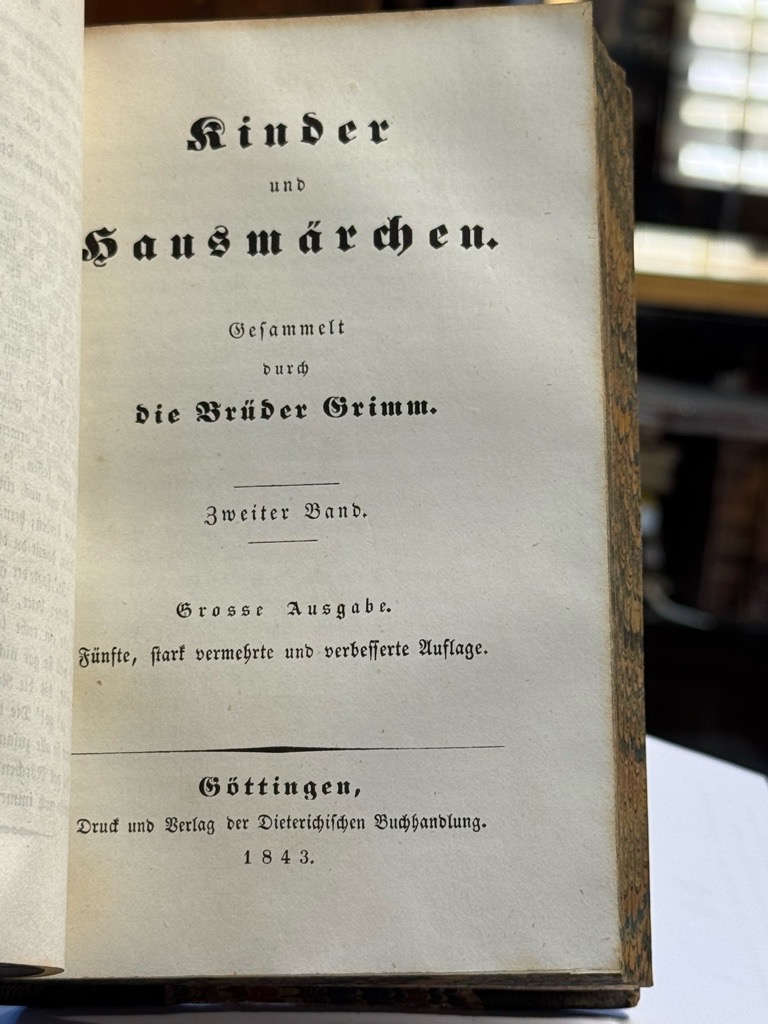 Kinder
und
Hausmärchen.
Gesammelt
durch
die Brüder Grimm.
Zweiter Band.
Grosse Ausgabe.
Fünfte, stark vermehrte und verbesserte Auflage.
Göttingen,
Druck und Verlag der Dieterichischen Buchhandlung.
1843.